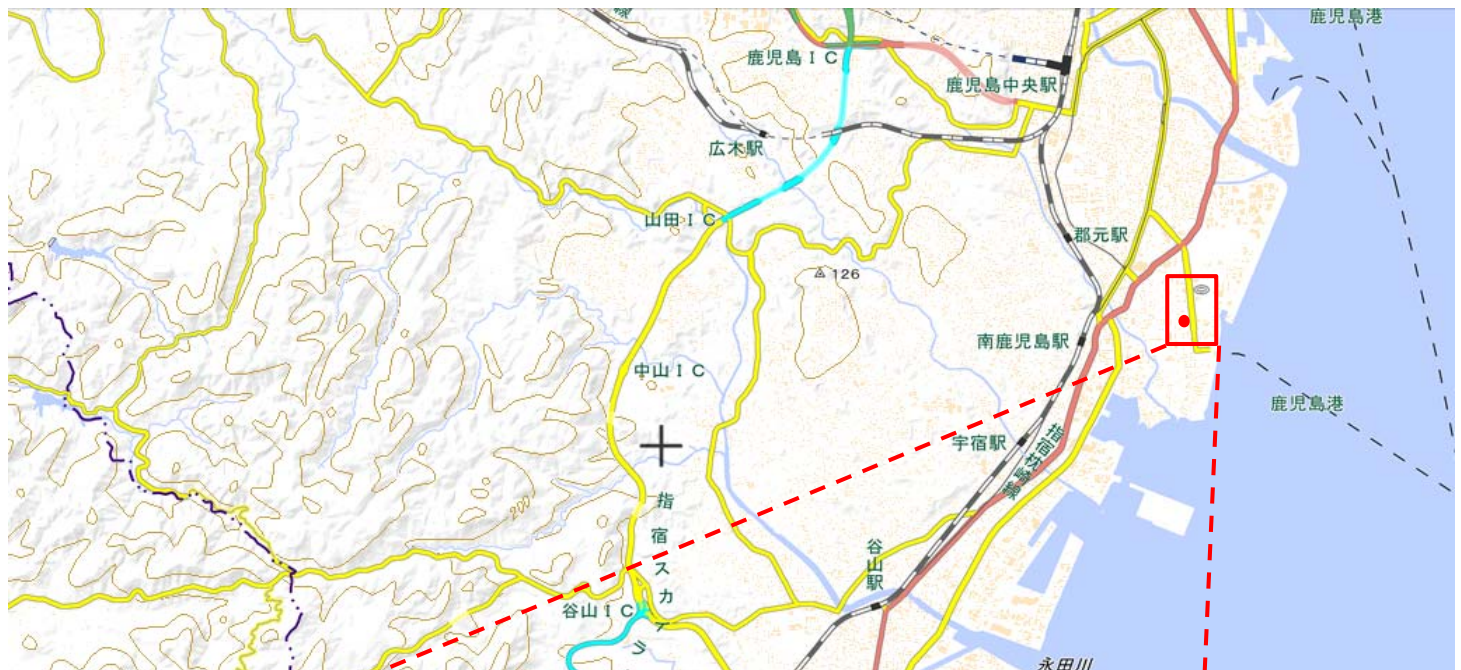 線
鹿児島港
鹿児島IC
鹿児島中央駅
広木駅
山田IC
郡元駅
126
南鹿児島駅
中山IC
鹿児島港
宇宿駅
指宿枕崎線
200
指宿スカイラ
谷山駅
谷山IC
永田川